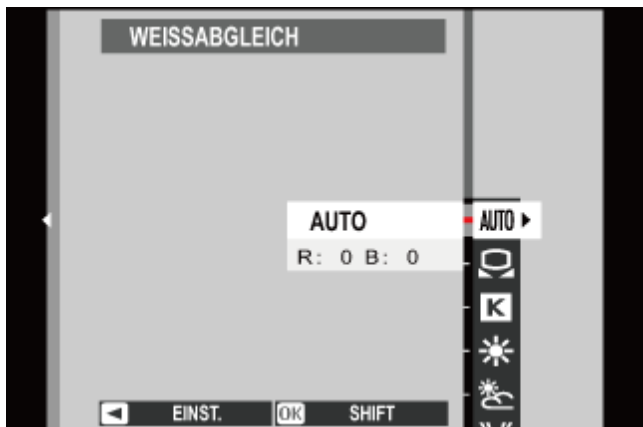 WEISSABGLEICH
AUTO AUTO
R: 0 B: 0
K
EINST. OK SHIFT